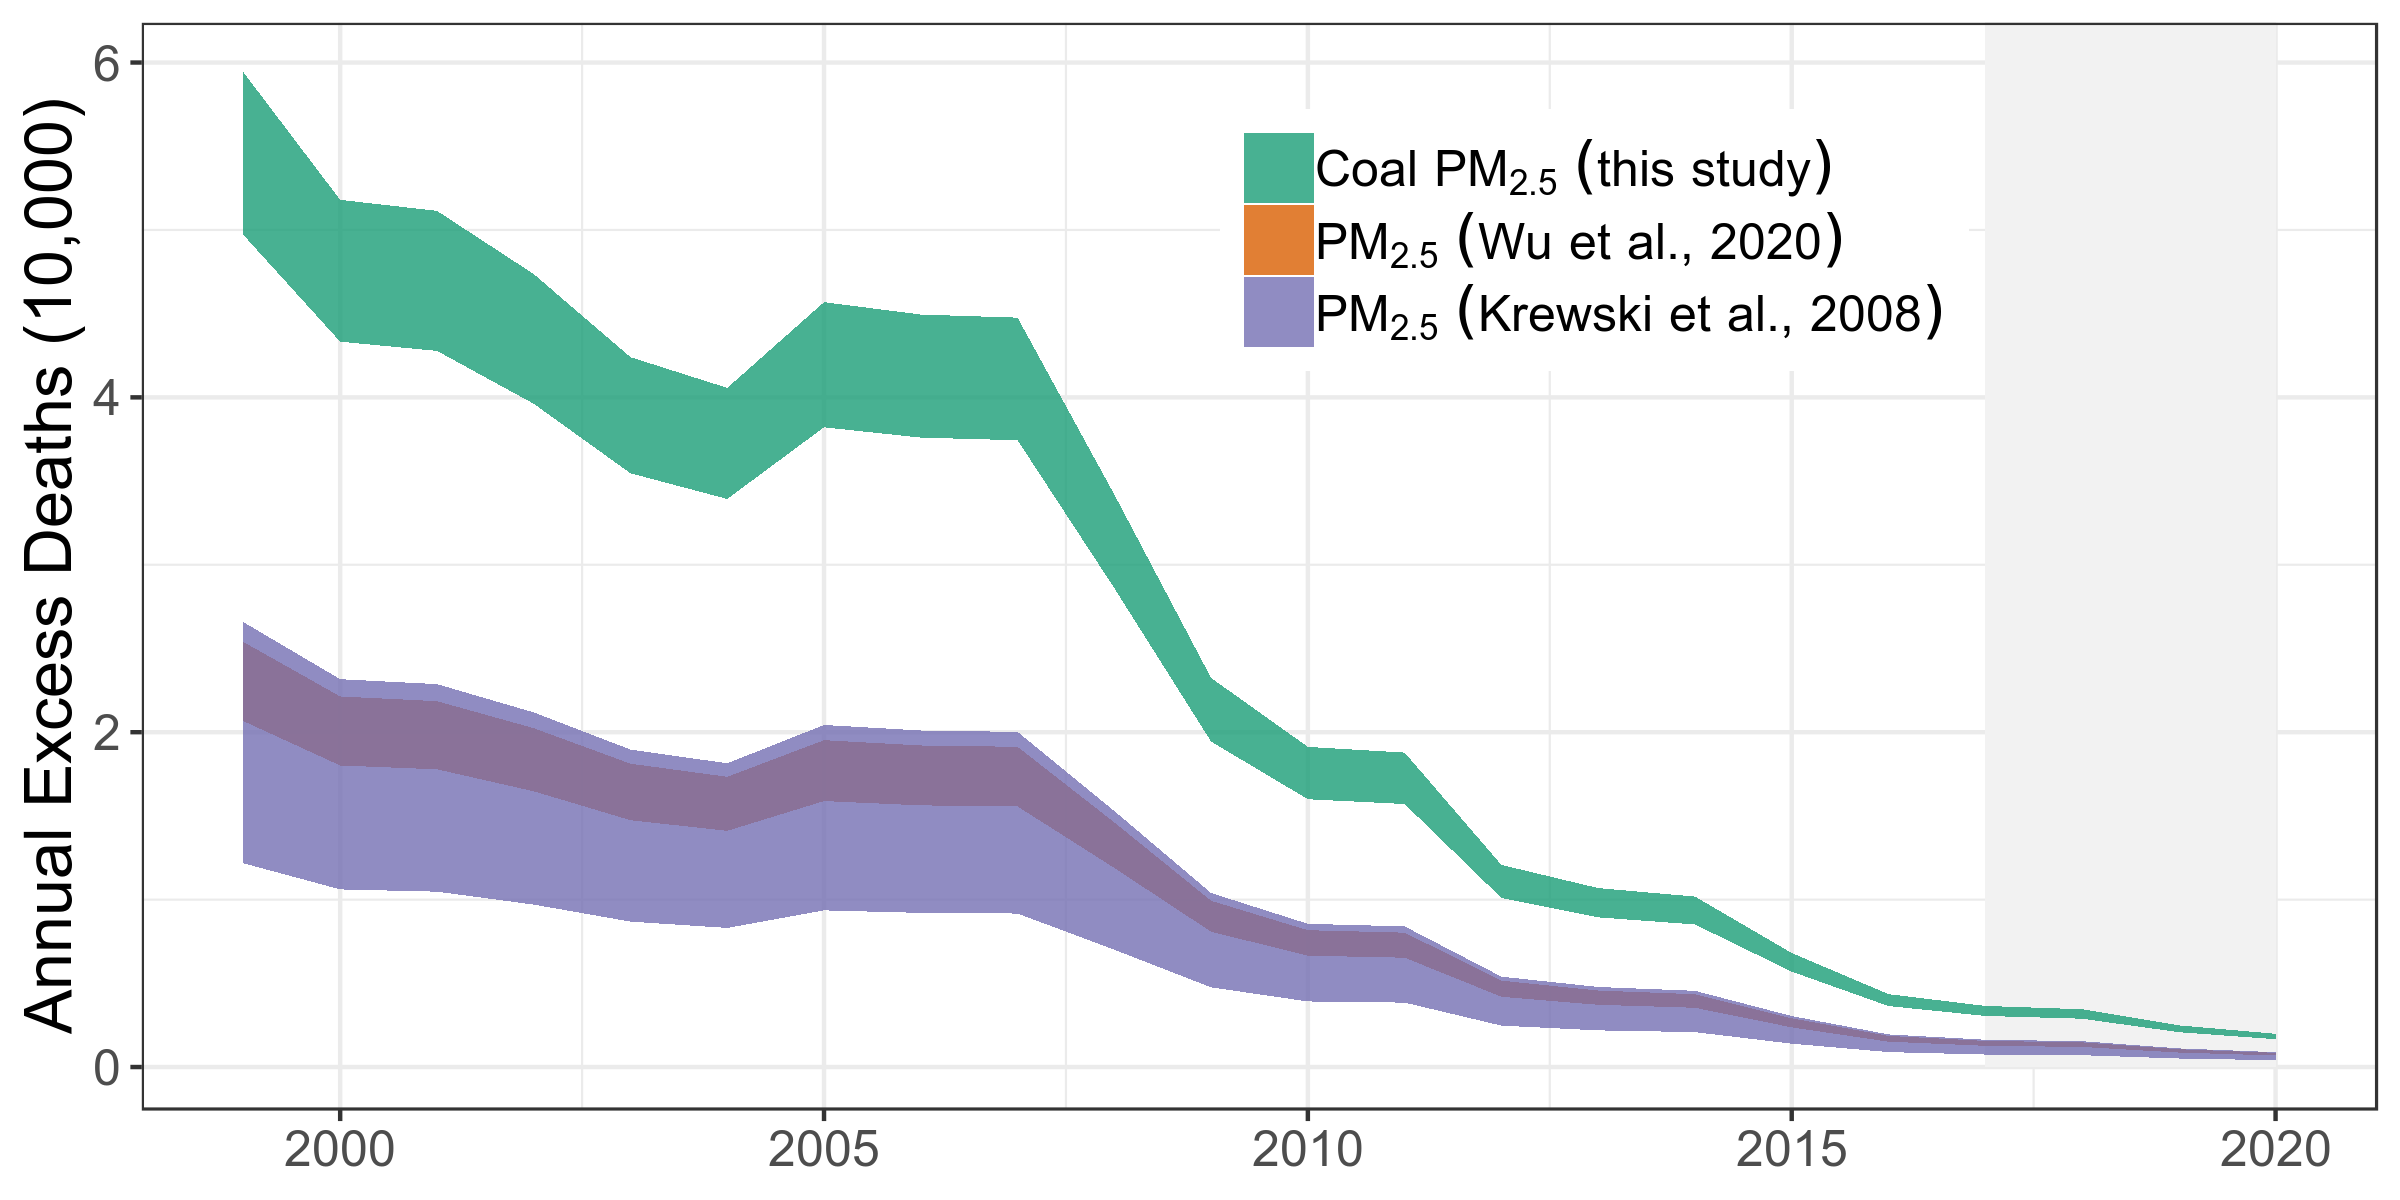 Annual Excess Deaths (10,000)
6
4
2
0
Coal PM2.5 (this study)
PM2.5 (Wu et al., 2020)
PM2.5 (Krewski et al., 2008)
2000 2005 2010 2015 2020